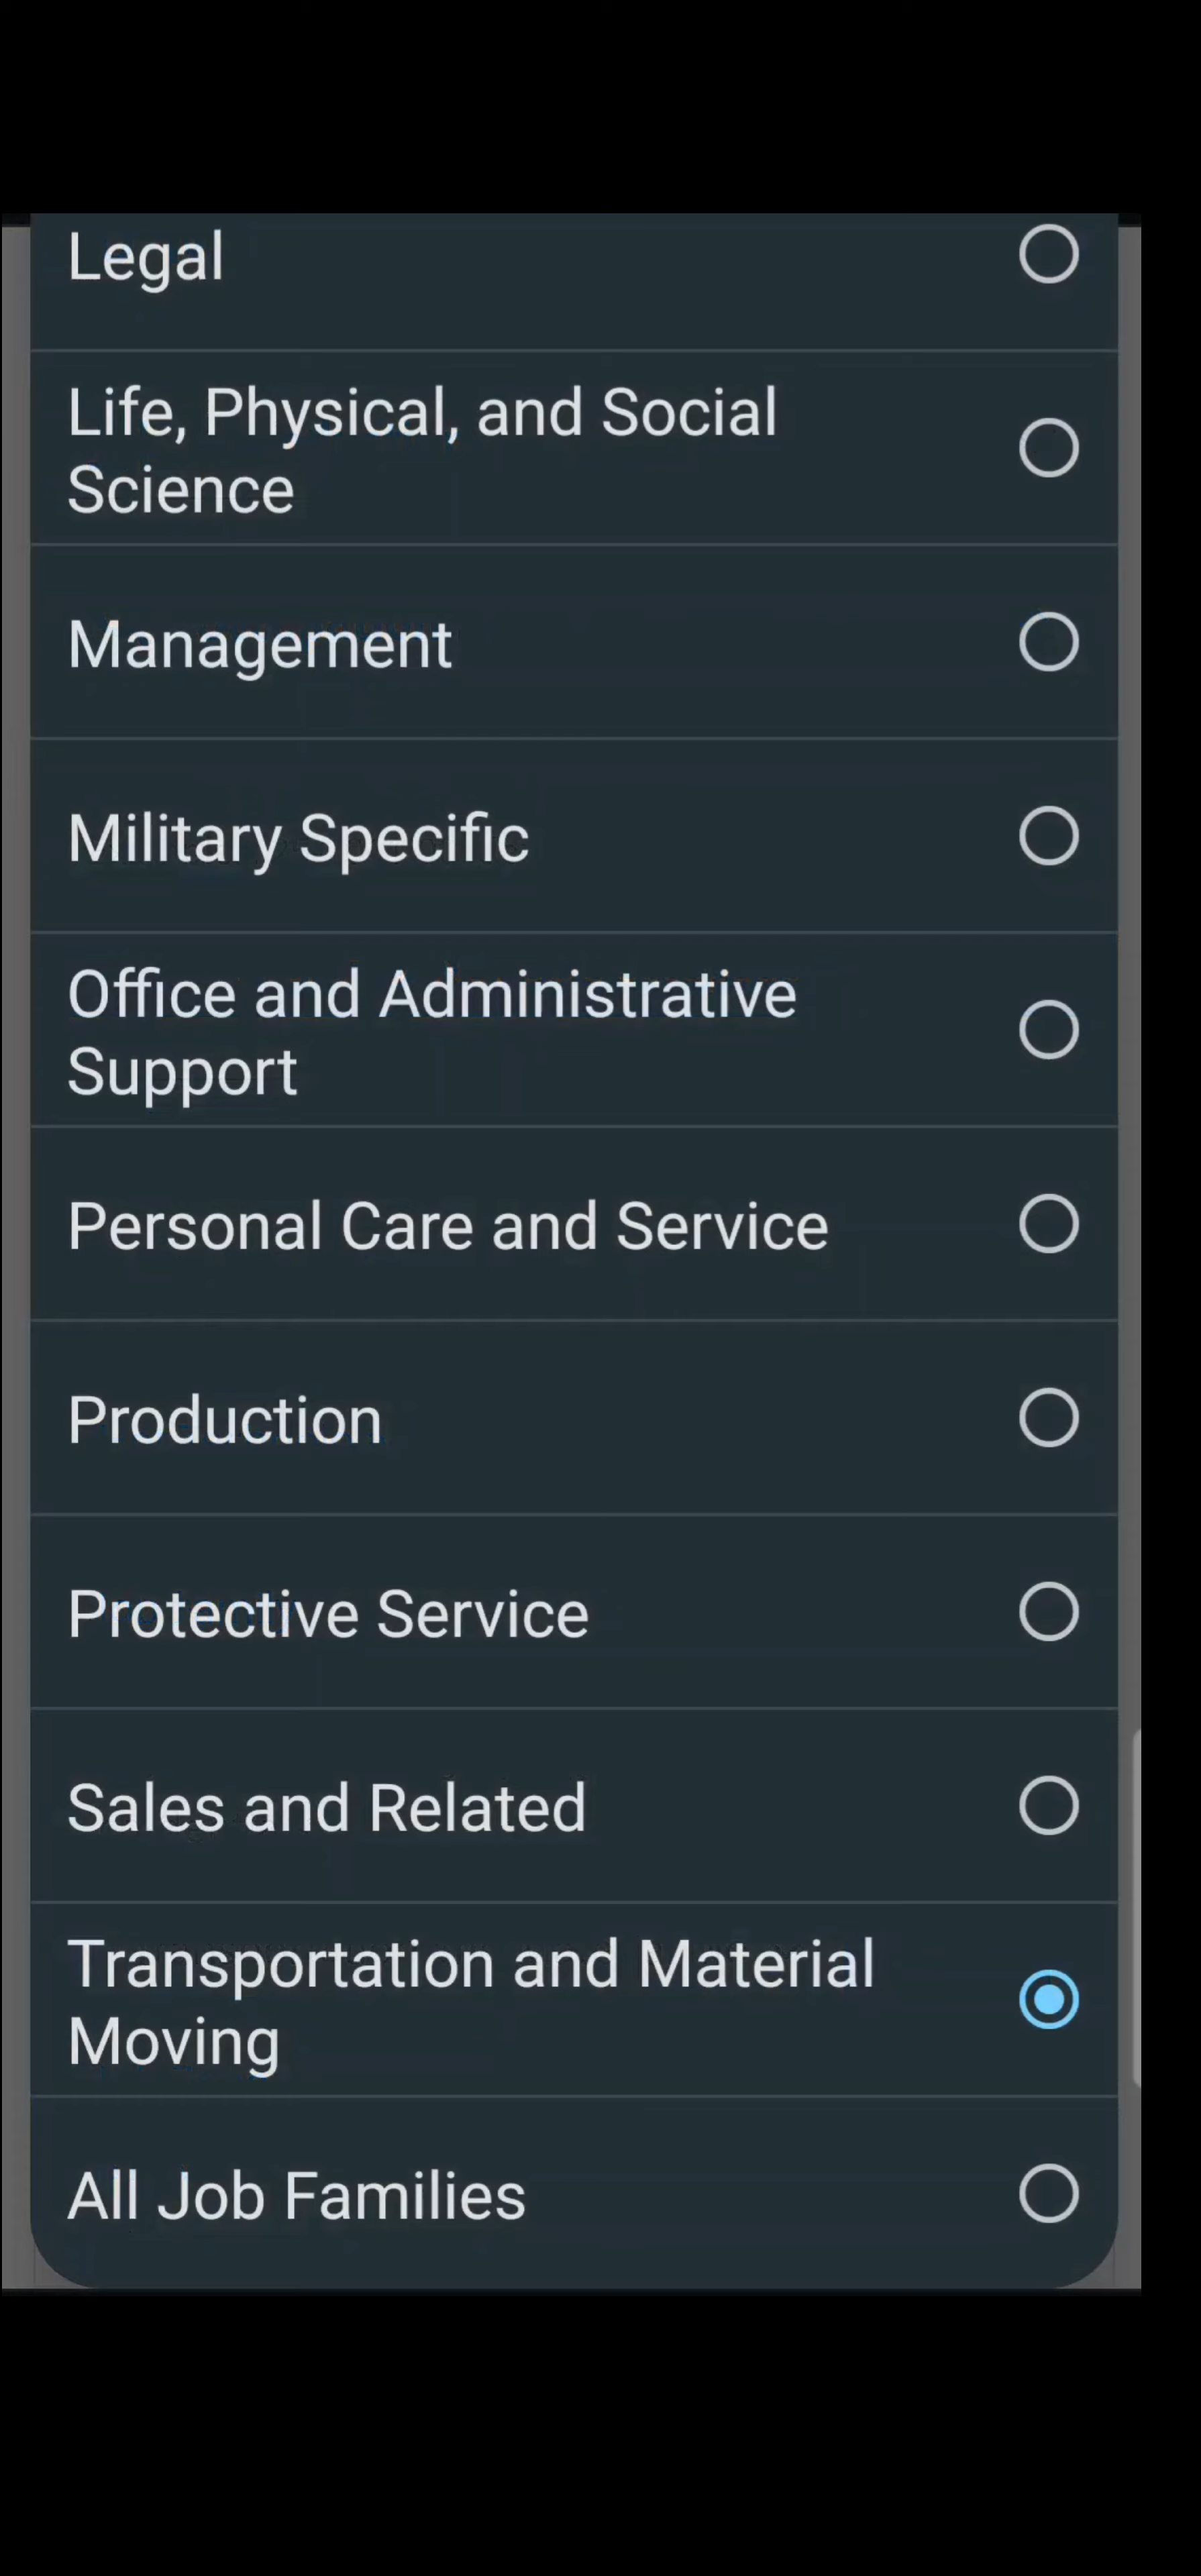 Legal
Life, Physical, and Social
Science
Management
Military Specific
Office and Administrative
Support
Personal Care and Service
Production
Protective Service
Sales and Related
Transportation and Material
Moving
All Job Families